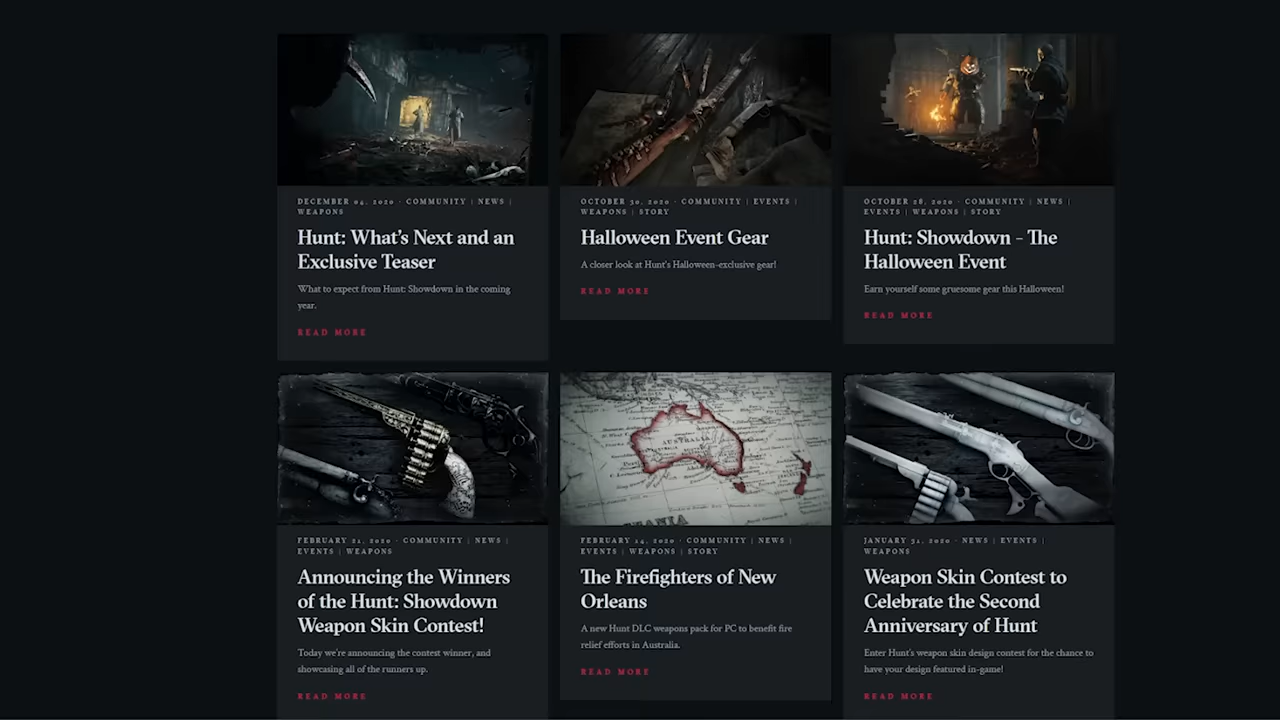 DECEMBER 04, 2020 · COMMUNITY | NEWS |
WEAPONS
Hunt: What's Next and an
Exclusive Teaser
What to expect from Hunt: Showdown in the coming
year.
READ MORE
OCTOBER 30, 2020 · COMMUNITY | EVENTS |
WEAPONS | STORY
Halloween Event Gear
A closer look at Hunt's Halloween-exclusive gear!
READ MORE
OCTOBER 28, 2020 · COMMUNITY | NEWS |
EVENTS | WEAPONS | STORY
Hunt: Showdown - The
Halloween Event
Earn yourself some gruesome gear this Halloween!
READ MORE
FEBRUARY 21, 2020 · COMMUNITY | NEWS |
EVENTS | WEAPONS
Announcing the Winners
of the Hunt: Showdown
Weapon Skin Contest!
Today we're announcing the contest winner, and
showcasing all of the runners up.
READ MORE
AUSTRALIA
FEBRUARY 14, 2020 · COMMUNITY | NEWS |
EVENTS | WEAPONS | STORY
The Firefighters of New
Orleans
A new Hunt DLC weapons pack for PC to benefit fire
relief efforts in Australia.
READ MORE
JANUARY 31, 2020 · NEWS | EVENTS |
WEAPONS
Weapon Skin Contest to
Celebrate the Second
Anniversary of Hunt
Enter Hunt's weapon skin design contest for the chance to
have your design featured in-game!
READ MORE